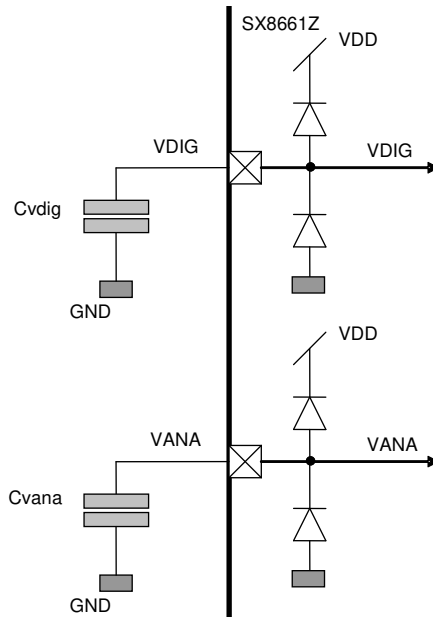 SX8661Z
VDD
VDIG
VDIG
Cvdig
GND
VDD
VANA
VANA
Cvana
GND